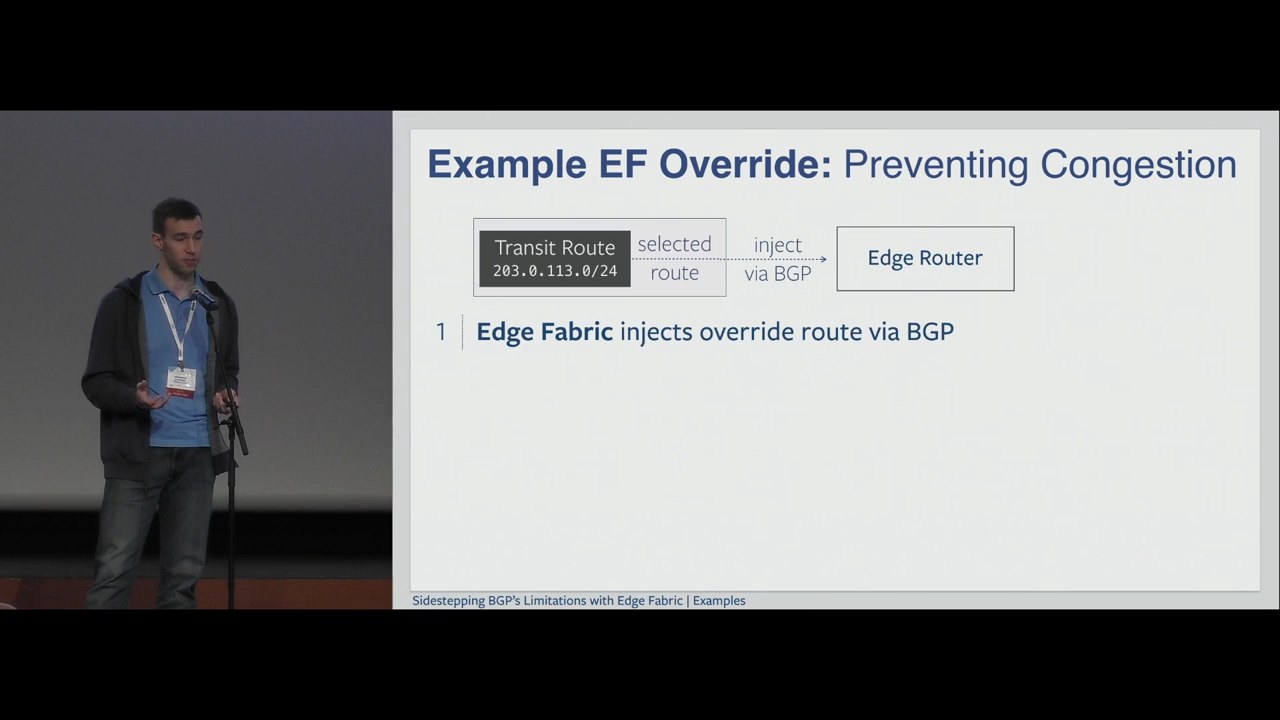 Example EF Override: Preventing Congestion
Transit Route
203.0.113.0/24
selected
route
inject
via BGP
Edge Router
1 Edge Fabric injects override route via BGP
Sidestepping BGP's Limitations with Edge Fabric | Examples